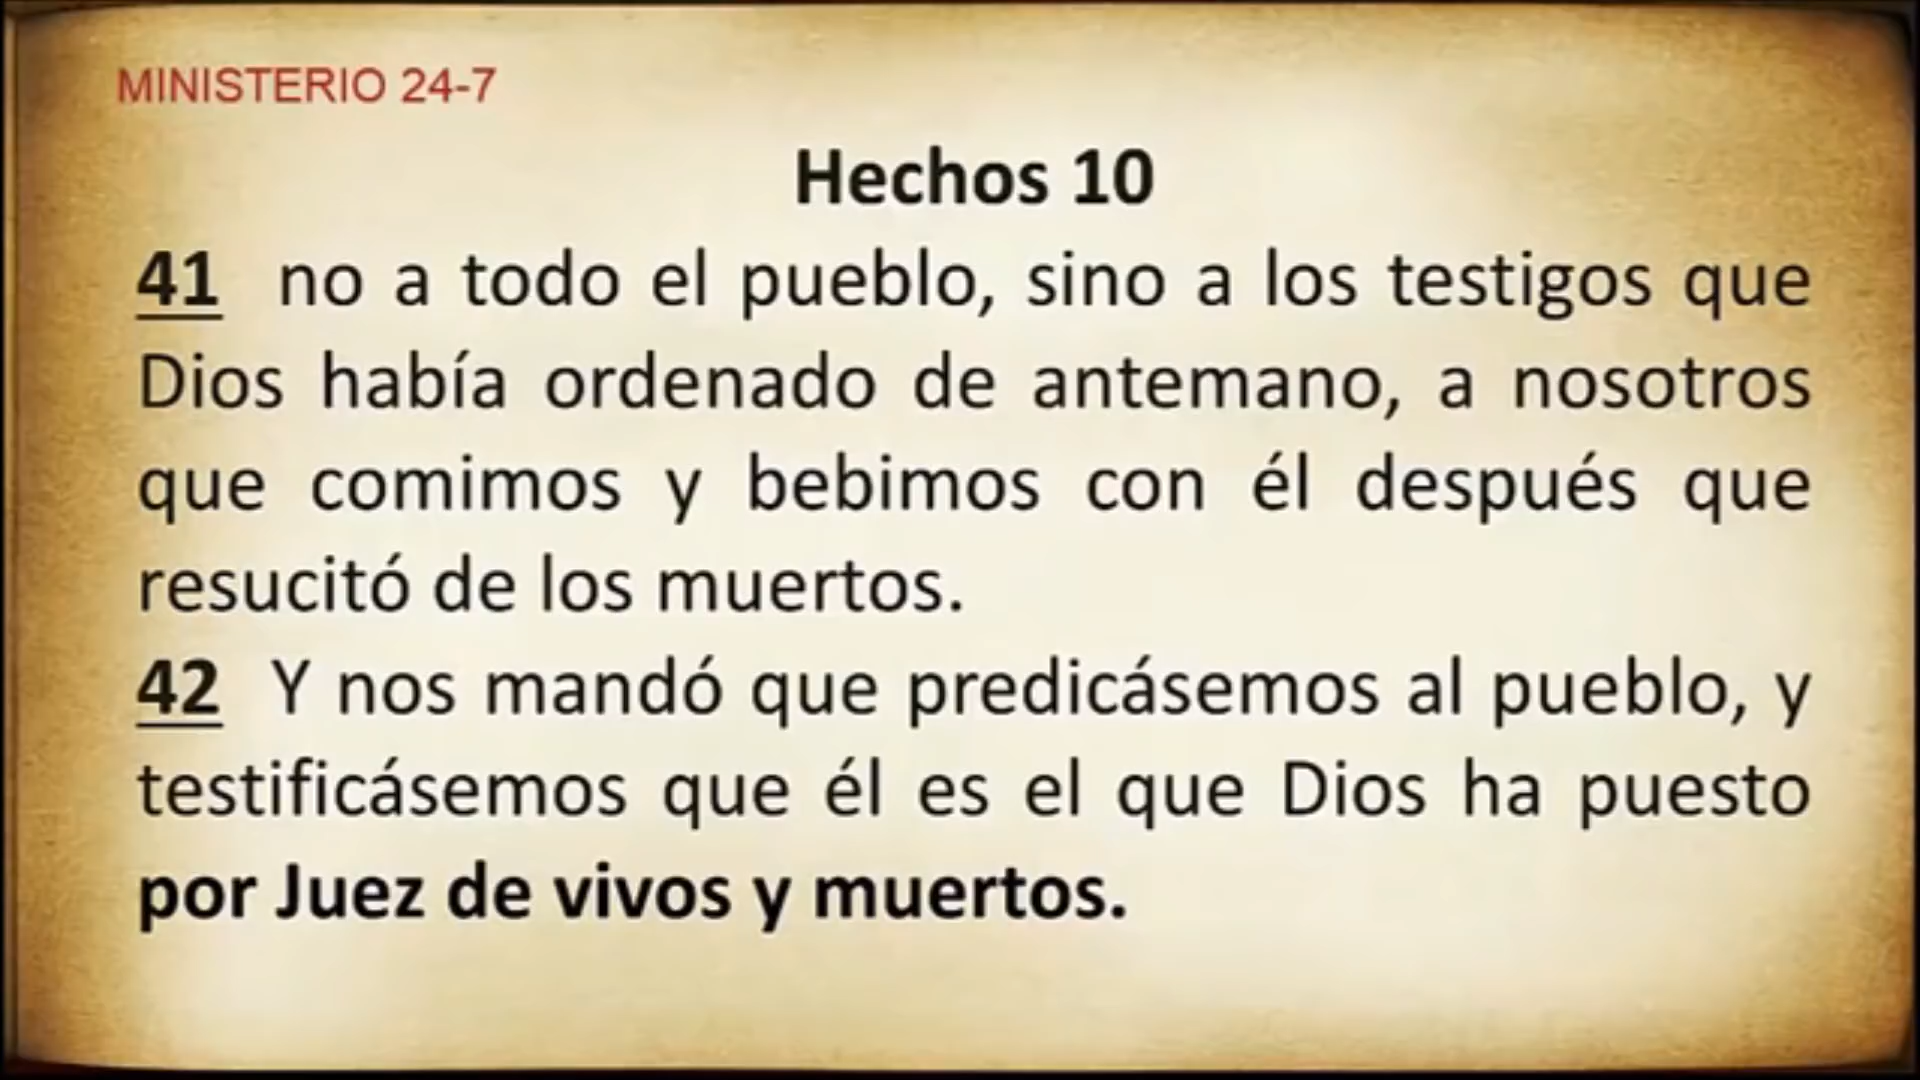 MINISTERIO 24-7
Hechos 10
41 no a todo el pueblo, sino a los testigos que
Dios había ordenado de antemano, a nosotros
que comimos y bebimos con él después que
resucitó de los muertos.
42 Y nos mandó que predicásemos al pueblo, y
testificásemos que él es el que Dios ha puesto
por Juez de vivos y muertos.